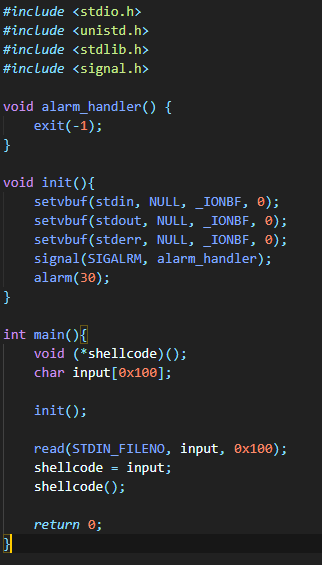 #include <stdio.h>
#include <unistd.h>
#include <stdlib.h>
#include <signal.h>

void alarm_handler() {
    exit(-1);
}

void init(){
    setvbuf(stdin, NULL, _IONBF, 0);
    setvbuf(stdout, NULL, _IONBF, 0);
    setvbuf(stderr, NULL, _IONBF, 0);
    signal(SIGALRM, alarm_handler);
    alarm(30);
}

int main(){
    void (*shellcode)();
    char input[0x100];

    init();

    read(STDIN_FILENO, input, 0x100);
    shellcode = input;
    shellcode();

    return 0;
}